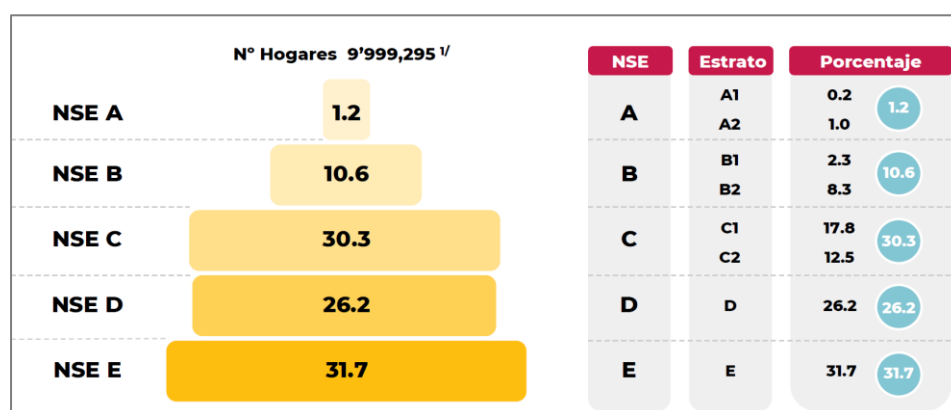 Nº Hogares 9’999,295 1/
NSE A 1.2
NSE B 10.6
NSE C 30.3
NSE D 26.2
NSE E 31.7
NSE Estrato Porcentaje
A A1 0.2 1.2
A2 1.0
B B1 2.3 10.6
B2 8.3
C C1 17.8 30.3
C2 12.5
D D 26.2 26.2
E E 31.7 31.7